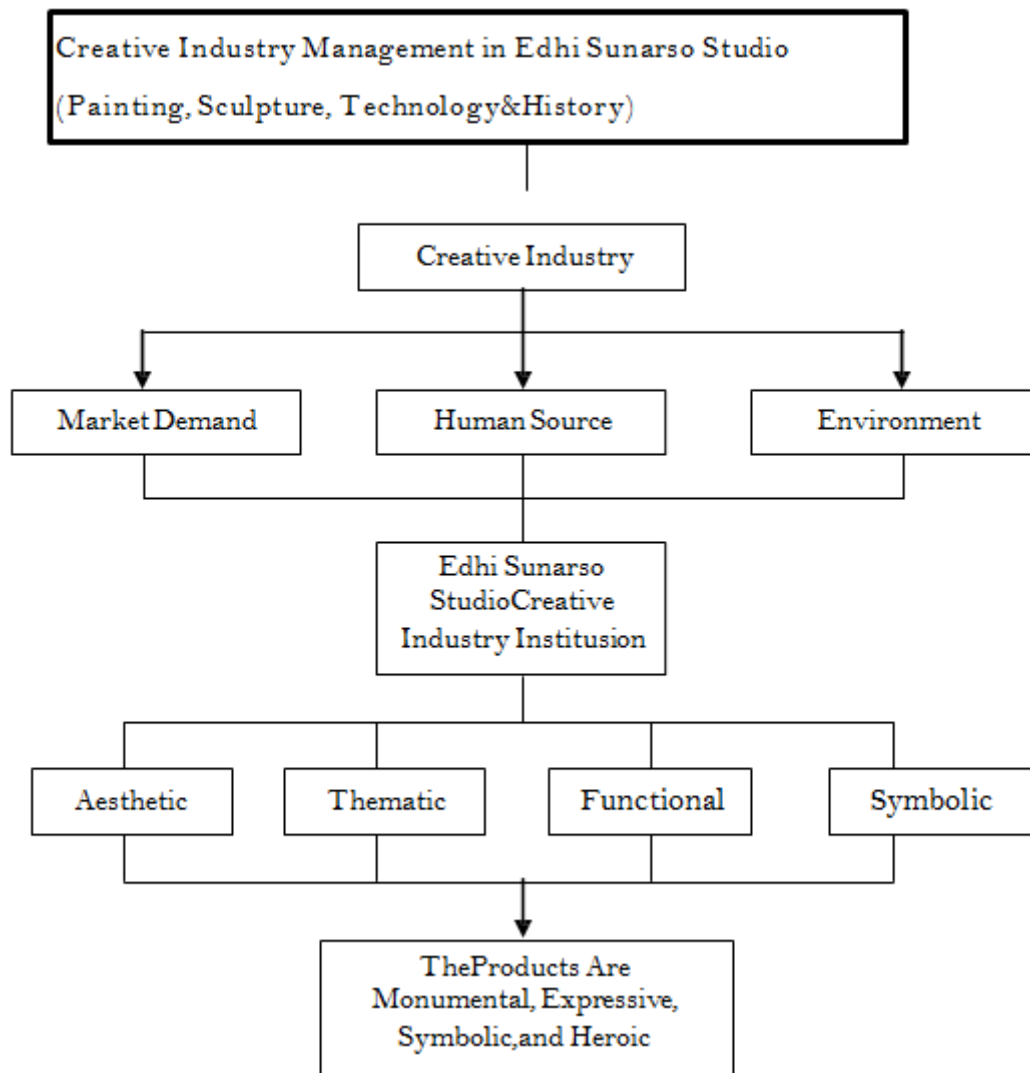 Creative Industry Management in Edhi Sunarso Studio
(Painting, Sculpture, Technology&History)
Creative Industry
Market Demand
Human Source
Environment
Edhi Sunarso
StudioCreative
Industry Institusion
Aesthetic
Thematic
Functional
Symbolic
TheProducts Are
Monumental, Expressive,
Symbolic,and Heroic